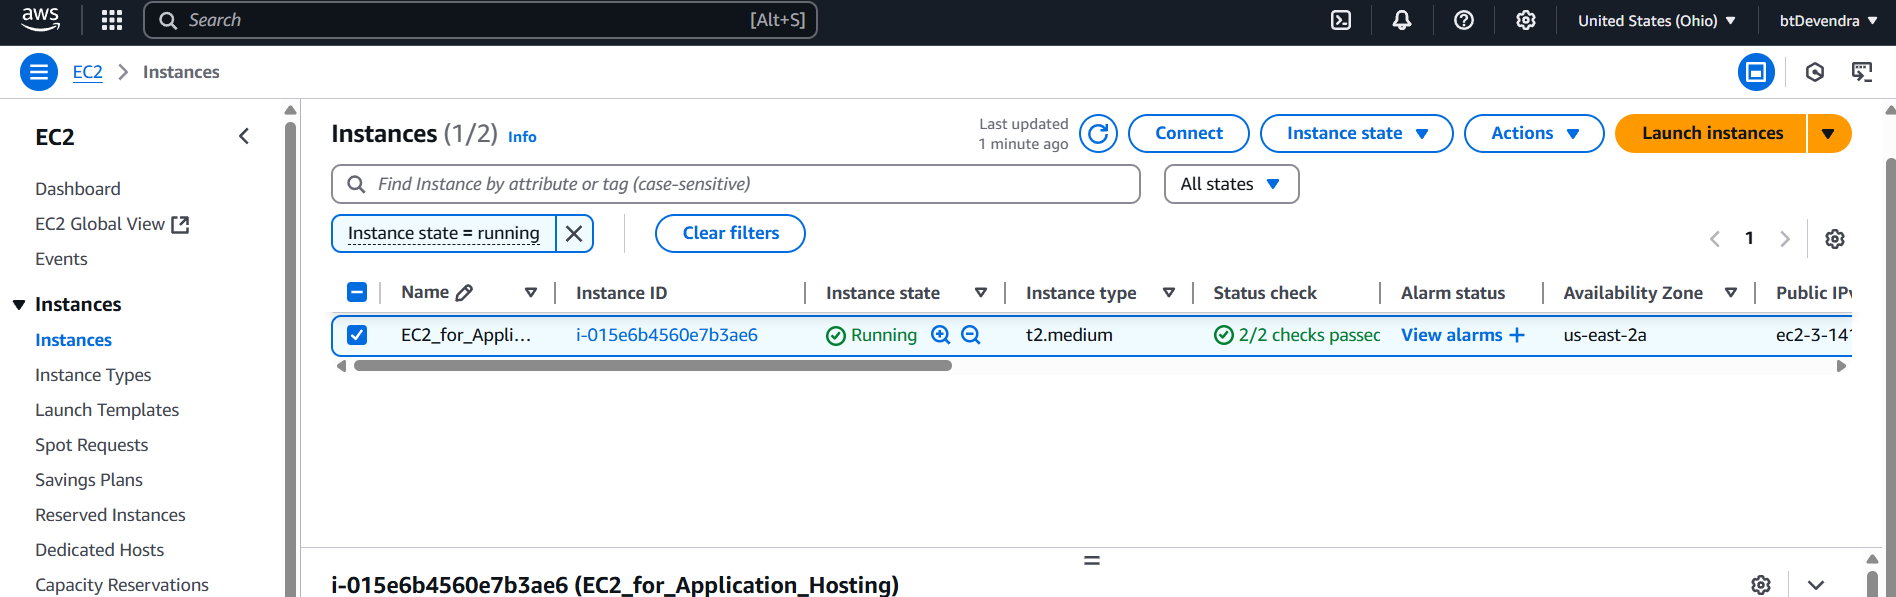 aws
Search [Alt+S] United States (Ohio) btDevendra
EC2 Instances
EC2
Dashboard
EC2 Global View
Events
Instances
Instances
Instance Types
Launch Templates
Spot Requests
Savings Plans
Reserved Instances
Dedicated Hosts
Capacity Reservations
Instances (1/2) Info
Last updated
1 minute ago
Connect Instance state Actions Launch instances
Find Instance by attribute or tag (case-sensitive) All states
Instance state = running Clear filters
1
Name Instance ID Instance state Instance type Status check Alarm status Availability Zone Public
EC2_for_Appli... i-015e6b4560e7b3ae6 Running t2.medium 2/2 checks passed View alarms + us-east-2a ec2-3-14
i-015e6b4560e7b3ae6 (EC2_for_Application_Hosting)